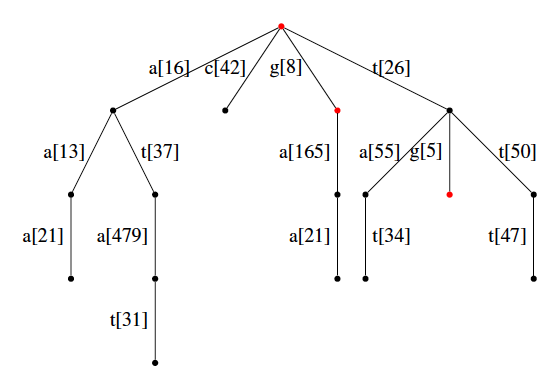 a[16] c[42] g[8] t[26]
a[13] t[37] a[165] a[55] g[5] t[50]
a[21] a[479] a[21] t[34] t[47]
t[31]